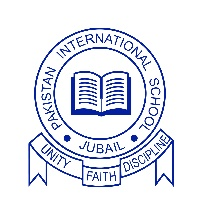 PAKISTAN INTERNATIONAL SCHOOL
JUBAIL
UNITY
FAITH
DISCIPLINE